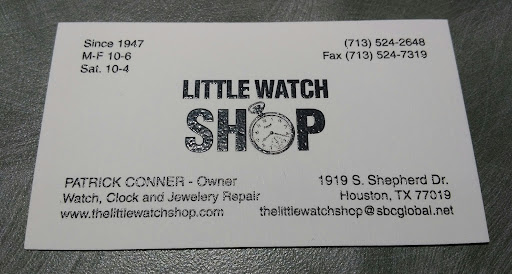 Since 1947
M-F 10-6
Sat. 10-4
(713) 524-2648
Fax (713) 524-7319
LITTLE WATCH
SHOP
PATRICK CONNER - Owner
Watch, Clock and Jewelery Repair
www.thelittlewatchshop.com
1919 S. Shepherd Dr.
Houston, TX 77019
thelittlewatchshop@sbcglobal.net